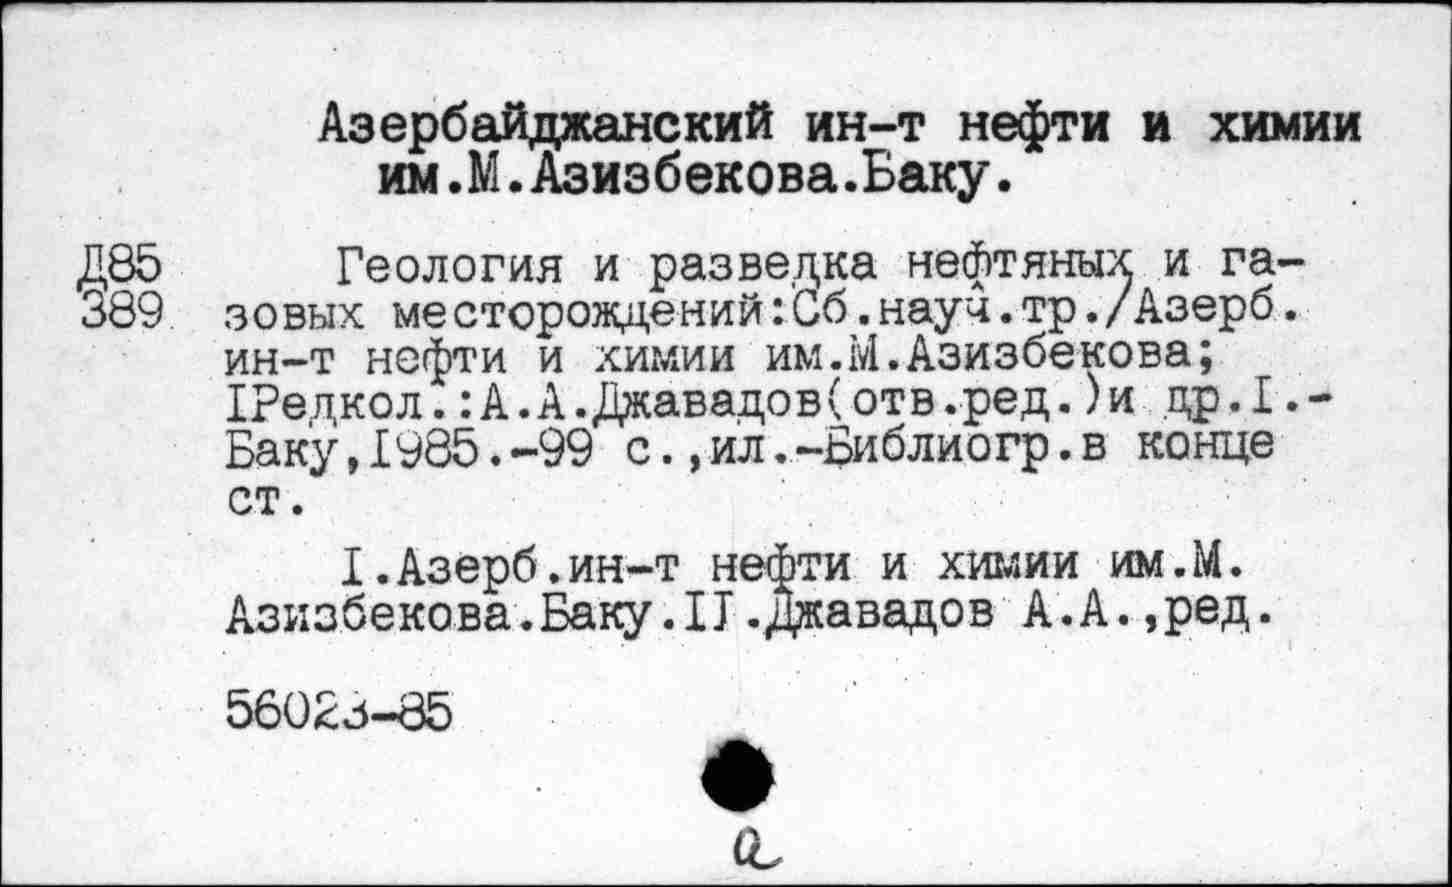 Азербайджанский ин-т нефти и химии
им.М.Азизбекова.Баку.
Д85 Геология и разведка нефтяных и га-
389 зовых месторождений:Сб.науч.тр./Азерб.
ин-т нефти и химии им.М.Азизбекова;
IРедкол.:А.А.Джавадов(отв.ред.)и др.I.-
Баку,I985.-99 с.,ил.-Библиогр.в конце
ст.
I.Азерб.ин-т нефти и химии им.М.
Азизбекова.Баку.II.Джавадов А.А.,ред.
56023-85
а